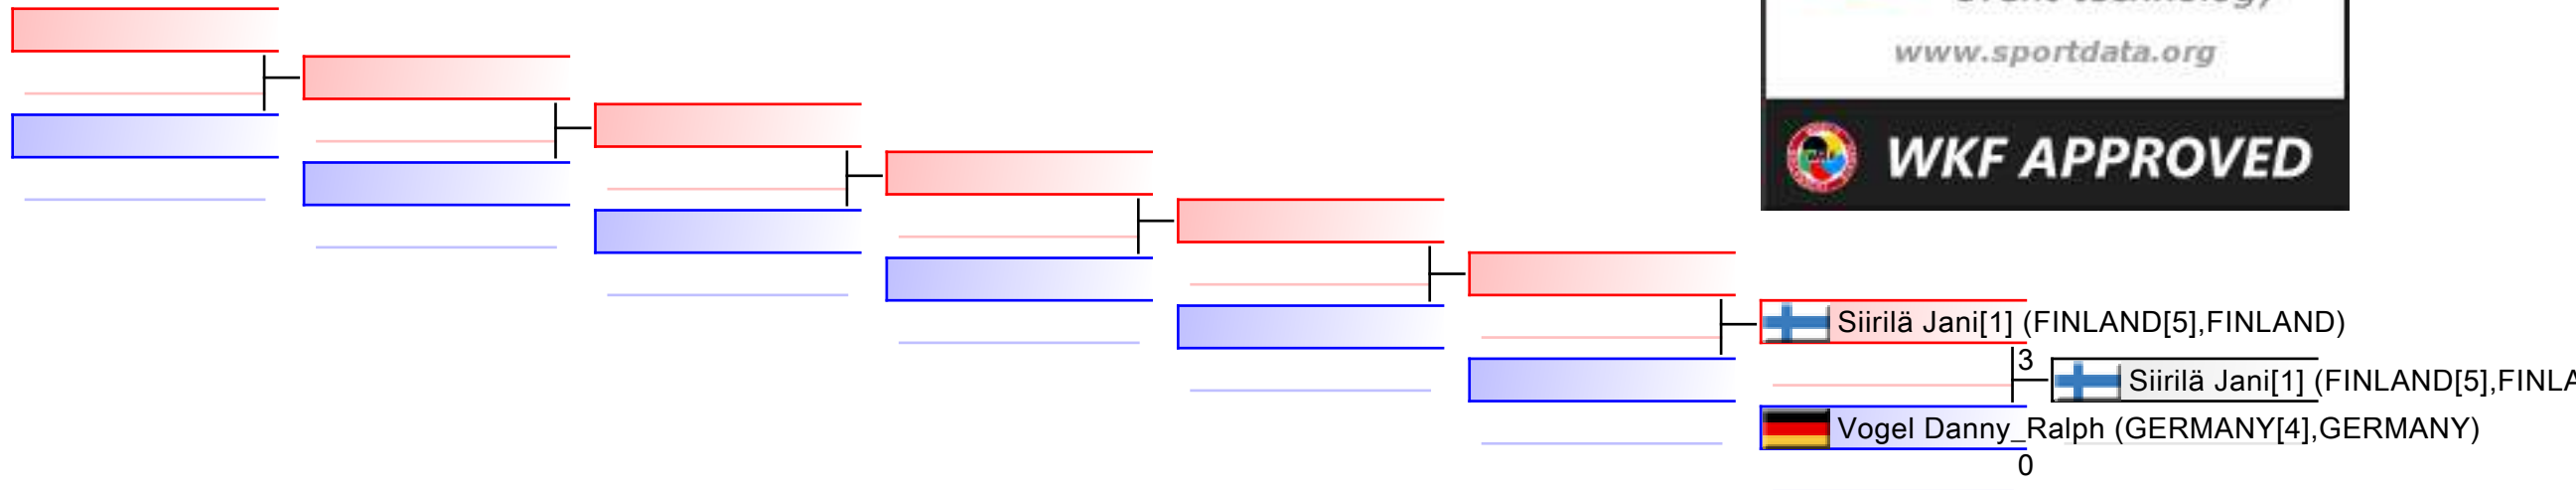 www.sportdata.org
WKF APPROVED
Siirilä Jani[1] (FINLAND[5],FINLAND)
3
Siirilä Jani[1] (FINLAND[5],FINLA
Vogel Danny_Ralph (GERMANY[4],GERMANY)
0